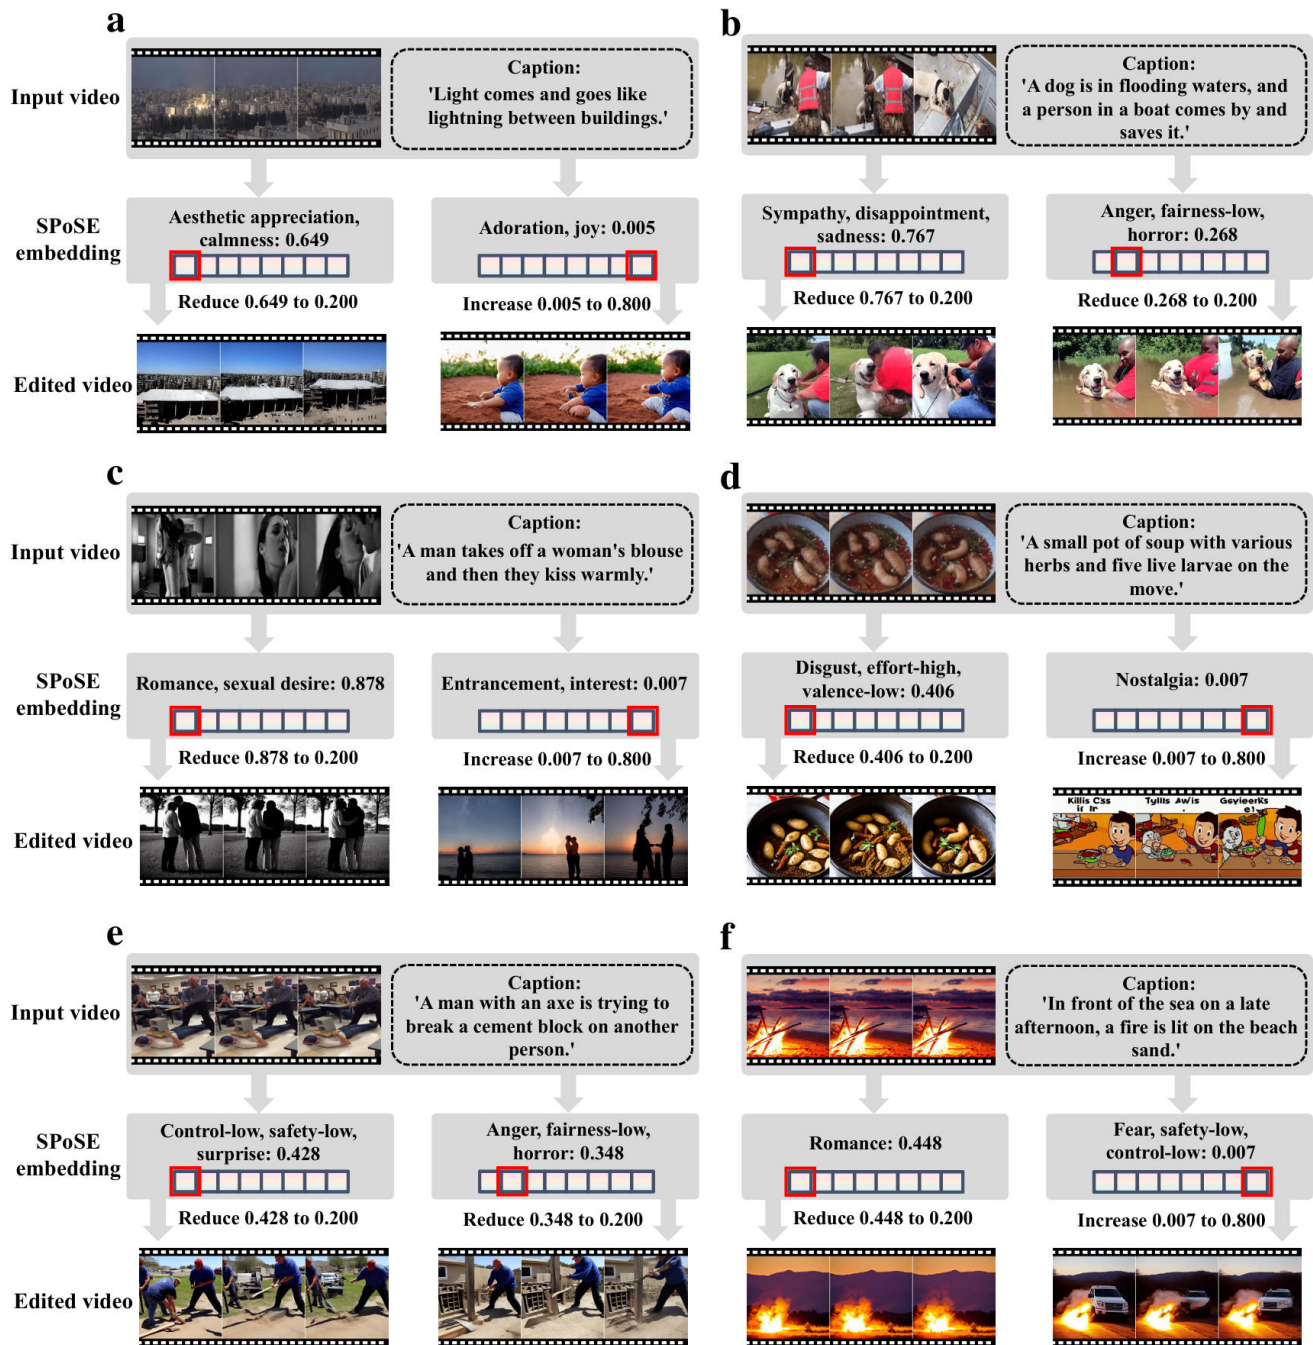 a
Input video
Caption:
'Light comes and goes like
lightning between buildings.'
SPoSE
embedding
Aesthetic appreciation,
calmness: 0.649
Adoration, joy: 0.005
Reduce 0.649 to 0.200
Increase 0.005 to 0.800
Edited video
b
Caption:
'A dog is in flooding waters, and
a person in a boat comes by and
saves it.'
Sympathy, disappointment,
sadness: 0.767
Anger, fairness-low,
horror: 0.268
Reduce 0.767 to 0.200
Reduce 0.268 to 0.200
c
Input video
Caption:
'A man takes off a woman's blouse
and then they kiss warmly.'
SPoSE
embedding
Romance, sexual desire: 0.878
Entrancement, interest: 0.007
Reduce 0.878 to 0.200
Increase 0.007 to 0.800
Edited video
d
Caption:
'A small pot of soup with various
herbs and five live larvae on the
move.'
Disgust, effort-high,
valence-low: 0.406
Nostalgia: 0.007
Reduce 0.406 to 0.200
Increase 0.007 to 0.800
e
Input video
Caption:
'A man with an axe is trying to
break a cement block on another
person.'
SPoSE
embedding
Control-low, safety-low,
surprise: 0.428
Anger, fairness-low,
horror: 0.348
Reduce 0.428 to 0.200
Reduce 0.348 to 0.200
Edited video
f
Caption:
'In front of the sea on a late
afternoon, a fire is lit on the beach
sand.'
Romance: 0.448
Fear, safety-low,
control-low: 0.007
Reduce 0.448 to 0.200
Increase 0.007 to 0.800